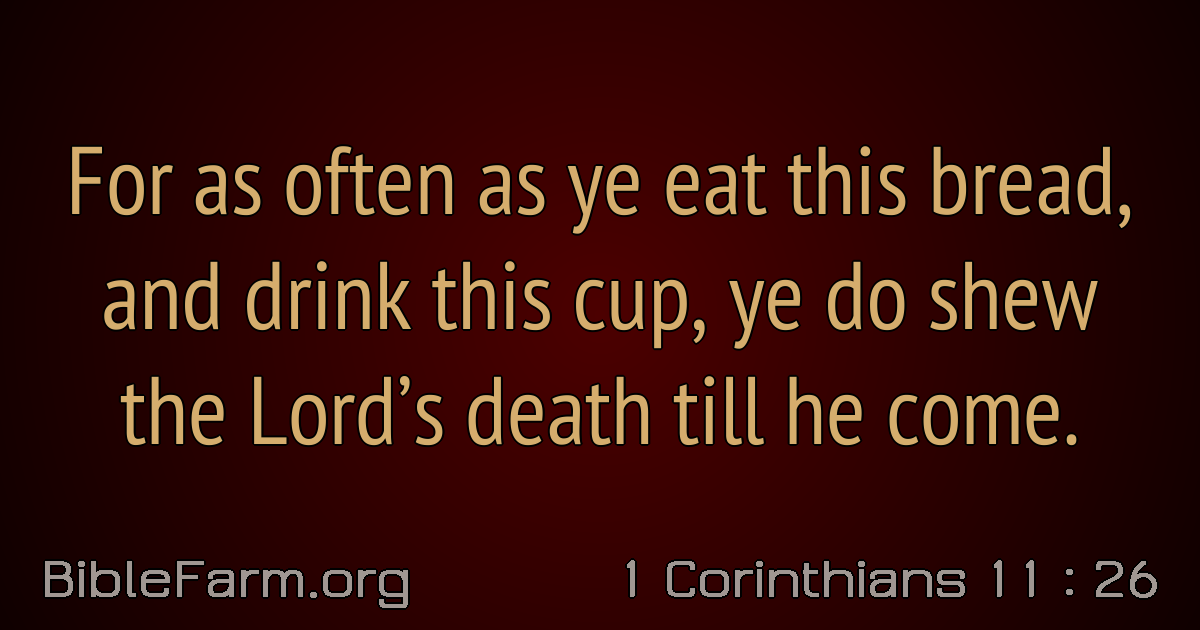 For as often as ye eat this bread,
and drink this cup, ye do shew
the Lord’s death till he come.
BibleFarm.org
1 Corinthians 11 : 26